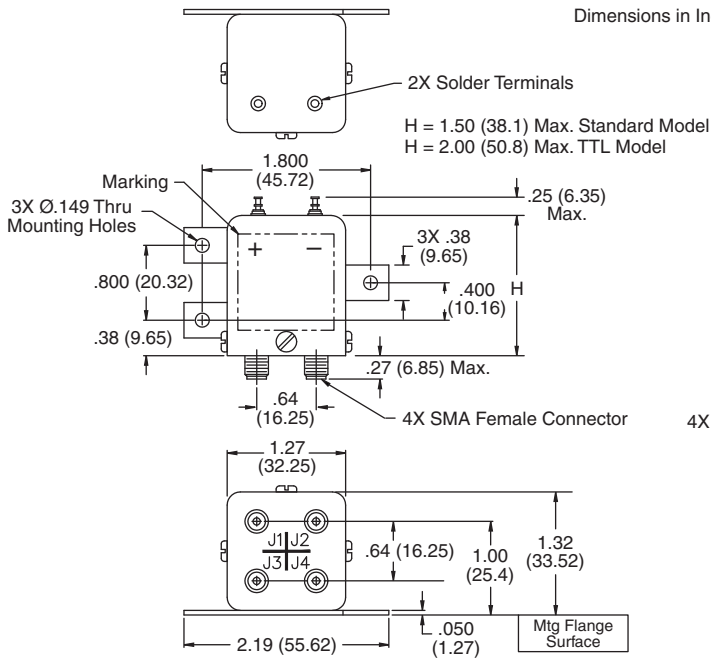 Dimensions in In
2X Solder Terminals
H = 1.50 (38.1) Max. Standard Model
H = 2.00 (50.8) Max. TTL Model
1.800
(45.72)
Marking
.25 (6.35)
Max.
3X Ø.149 Thru
Mounting Holes
+ −
3X .38
(9.65)
.800 (20.32)
.400
(10.16)
H
.38 (9.65)
.27 (6.85) Max.
.64
(16.25)
4X SMA Female Connector
4X
1.27
(32.25)
J1 J2
J3 J4
.64 (16.25)
1.00
(25.4)
1.32
(33.52)
2.19 (55.62)
.050
(1.27)
Mtg Flange
Surface